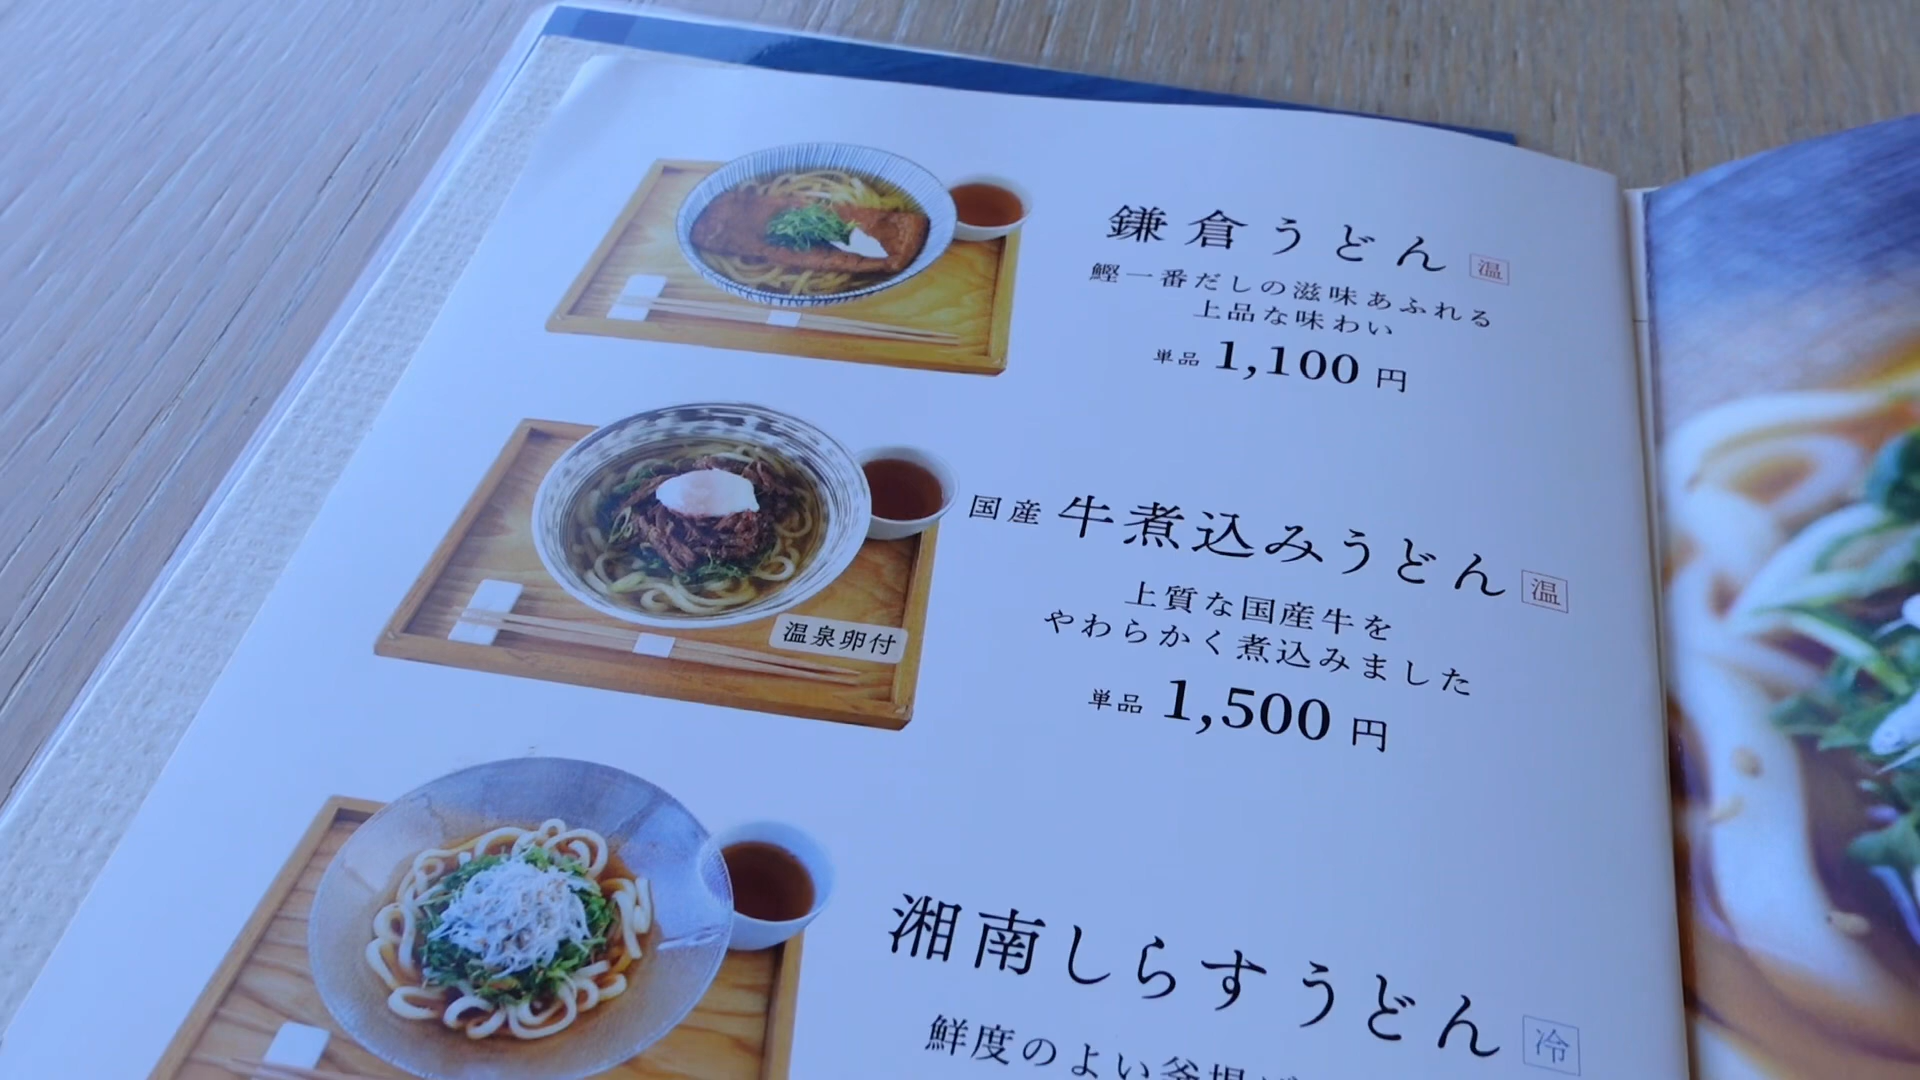 鎌倉うどん 温
鰹一番だしの滋味あふれる
上品な味わい
単品 1,100 円
国産 牛煮込みうどん 温
温泉卵付
上質な国産牛を
やわらかく煮込みました
単品 1,500 円
湘南しらすうどん 冷
鮮度のよい釜揚げ